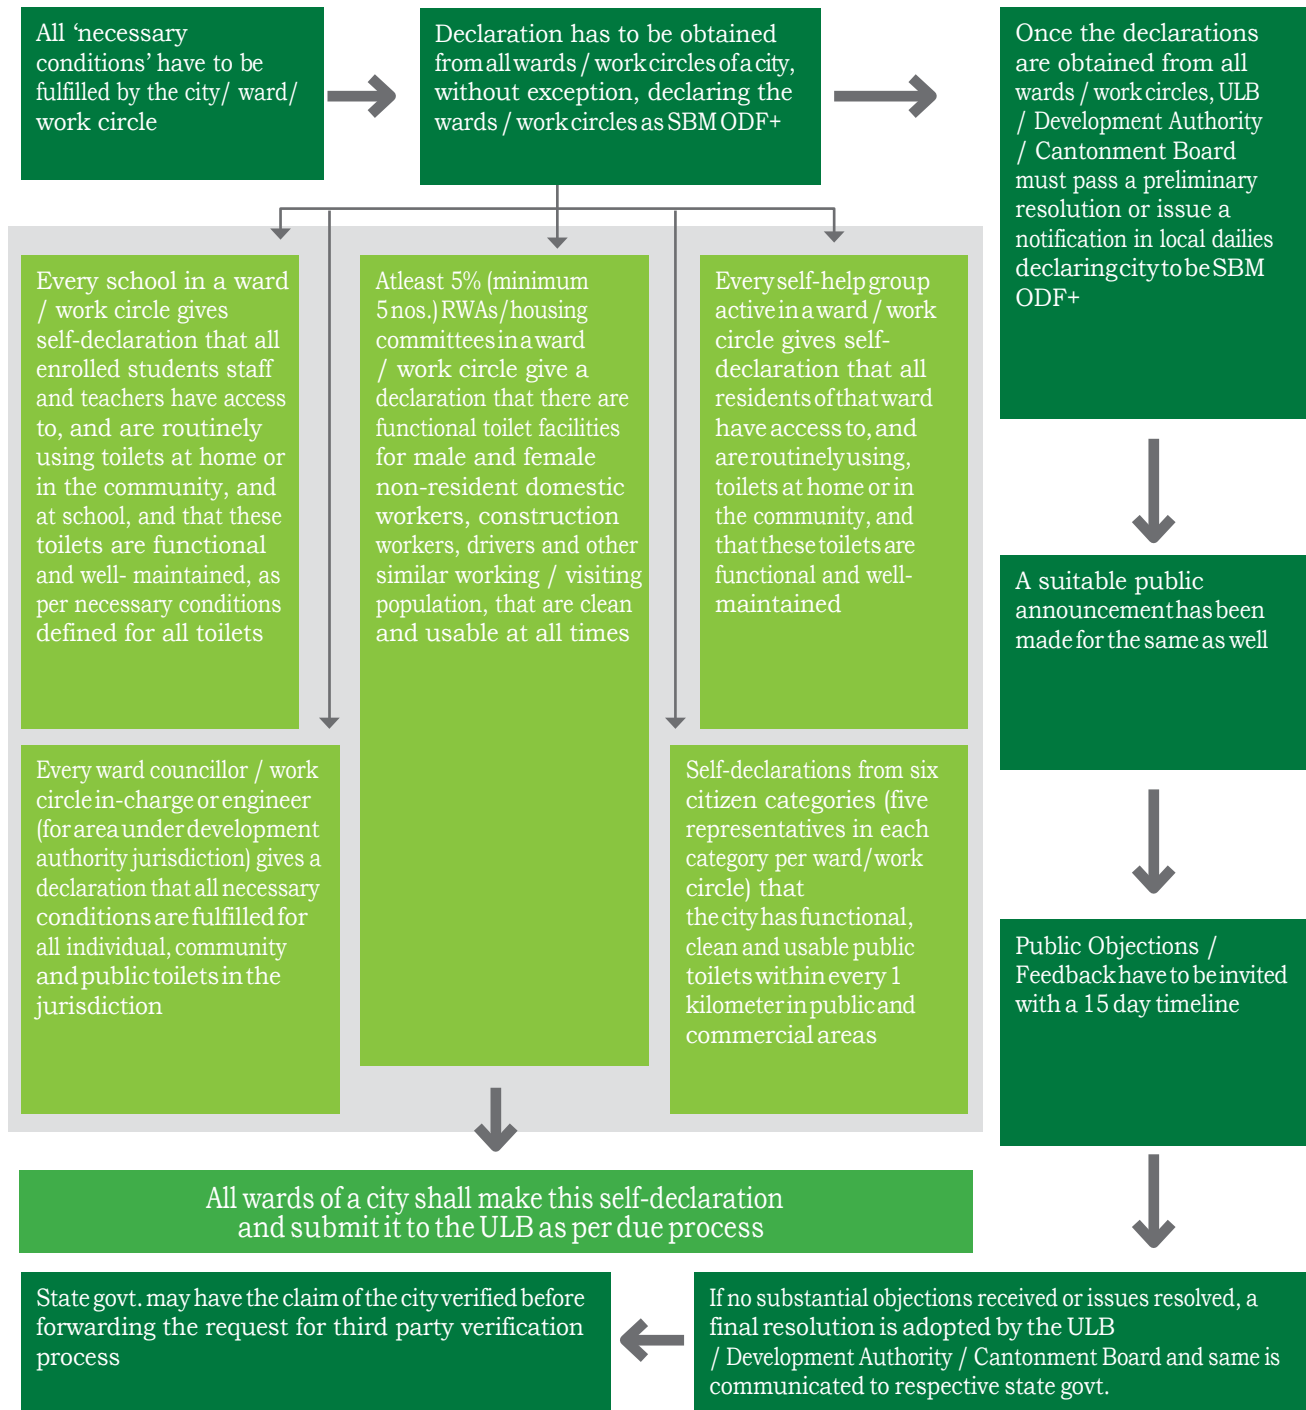 All ‘necessary
conditions’ have to be
fulfilled by the city/ ward/
work circle
Declaration has to be obtained
from all wards / work circles of a city,
without exception, declaring the
wards / work circles as SBM ODF+
Once the declarations
are obtained from all
wards / work circles, ULB
/ Development Authority
/ Cantonment Board
must pass a preliminary
resolution or issue a
notification in local dailies
declaring city to be SBM
ODF+
Every school in a ward
/ work circle gives
self-declaration that all
enrolled students staff
and teachers have access
to, and are routinely
using toilets at home or
in the community, and
at school, and that these
toilets are functional
and well- maintained, as
per necessary conditions
defined for all toilets
Atleast 5% (minimum
5 nos.) RWAs/housing
committees in a ward
/ work circle give a
declaration that there are
functional toilet facilities
for male and female
non-resident domestic
workers, construction
workers, drivers and other
similar working / visiting
population, that are clean
and usable at all times
Every self-help group
active in a ward / work
circle gives self-
declaration that all
residents of that ward
have access to, and
are routinely using,
toilets at home or in
the community, and
that these toilets are
functional and well-
maintained
A suitable public
announcement has been
made for the same as well
Every ward councillor / work
circle in-charge or engineer
(for area under development
authority jurisdiction) gives a
declaration that all necessary
conditions are fulfilled for
all individual, community
and public toilets in the
jurisdiction
Self-declarations from six
citizen categories (five
representatives in each
category per ward/work
circle) that
the city has functional,
clean and usable public
toilets within every 1
kilometer in public and
commercial areas
Public Objections /
Feedback have to be invited
with a 15 day timeline
All wards of a city shall make this self-declaration
and submit it to the ULB as per due process
State govt. may have the claim of the city verified before
forwarding the request for third party verification
process
If no substantial objections received or issues resolved, a
final resolution is adopted by the ULB
/ Development Authority / Cantonment Board and same is
communicated to respective state govt.